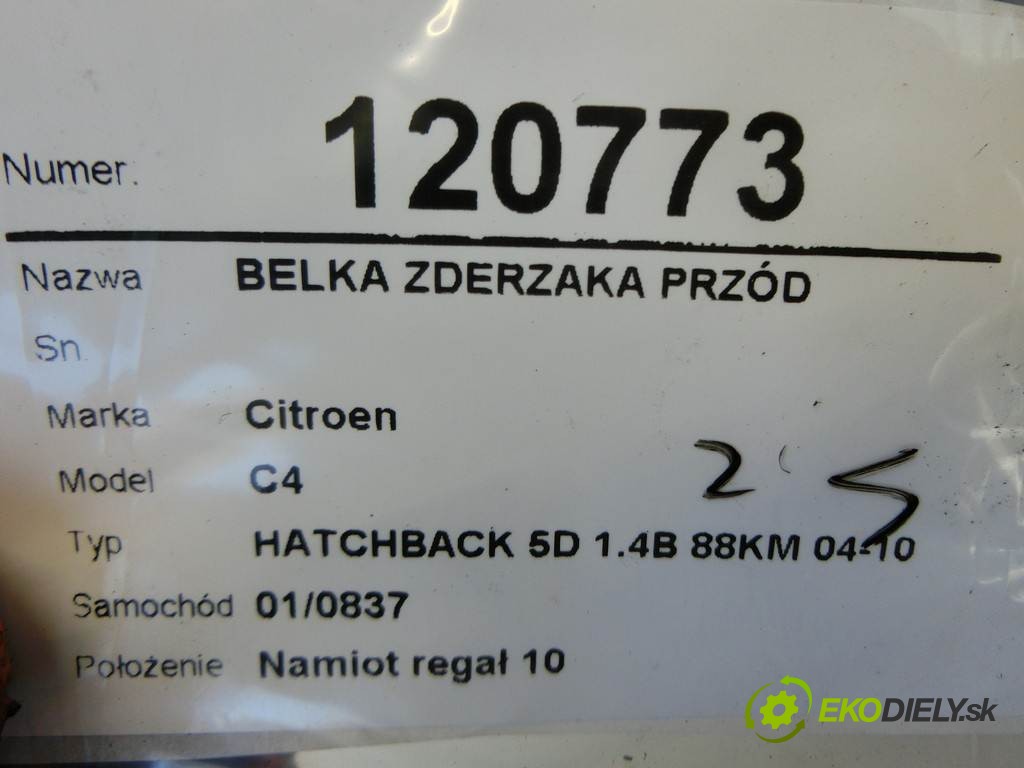 Numer. 120773
Nazwa BELKA ZDERZAKA PRZÓD
Sn.
Marka Citroen
Model C4
2 5
Typ HATCHBACK 5D 1.4B 88KM 04-10
Samochód 01/0837
Położenie Namiot regał 10
EKODIELY.sk